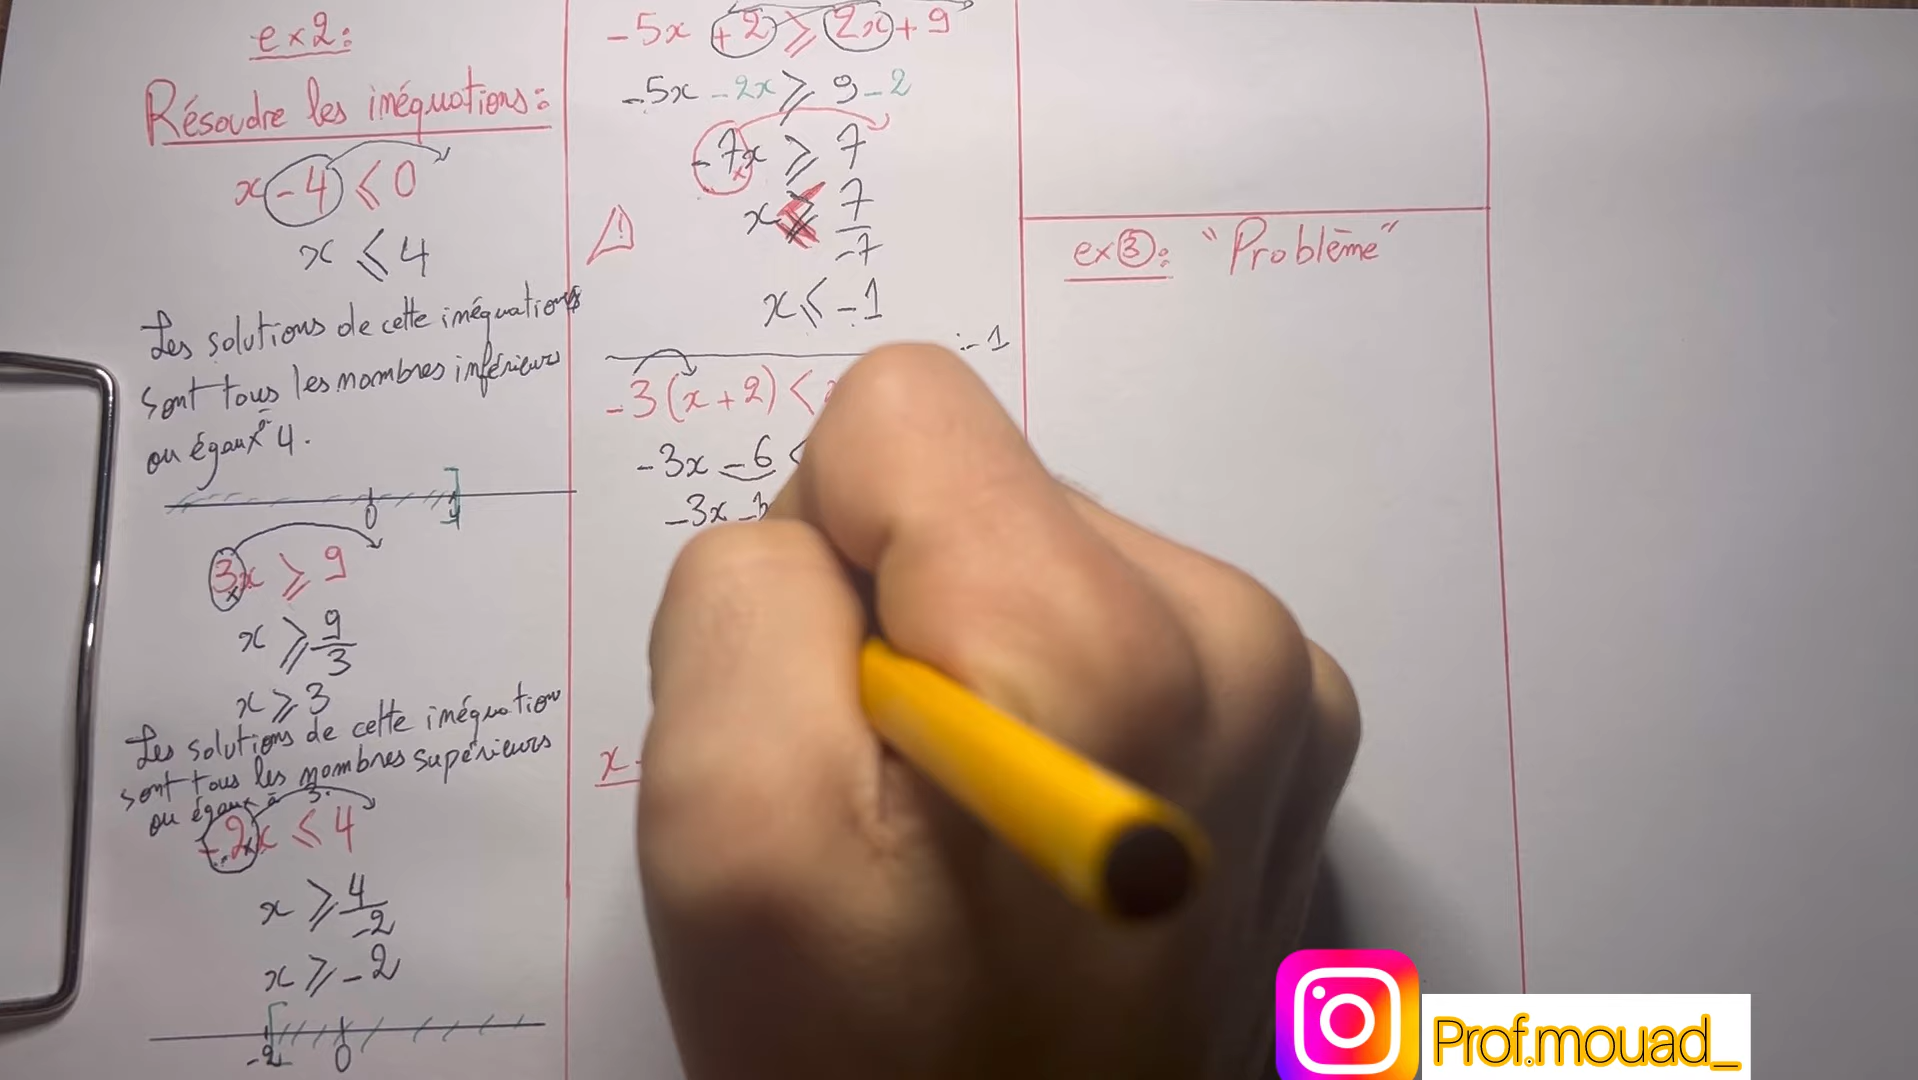 ex2:
Résoudre les inéquations:
x - 4 ⩽ 0
x ⩽ 4
Les solutions de cette inéquations
sont tous les nombres inférieurs
ou égaux à 4.
0 4
3x ⩾ 9
x ⩾ 9/3
x ⩾ 3
Les solutions de cette inéquation
sont tous les nombres supérieurs
ou égaux à 3.
-2x ⩽ 4
x ⩾ 4/-2
x ⩾ -2
-2 0
-5x + 2 ⩾ 2x + 9
-5x - 2x ⩾ 9 - 2
-7x ⩾ 7
x ⩽ 7/-7
x ⩽ -1
: -1
-3(x + 2) <
-3x - 6 <
-3x
x
ex③: "Problème"
Prof.mouad_